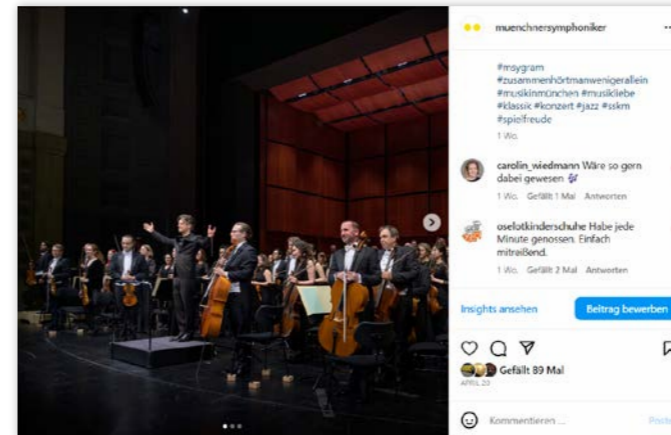 muenchnersymphoniker
#msygram
#zusammenhörtmanwenigerallein
#musikinmünchen #musikliebe
#klassik #konzert #jazz #sskm
#spielfreude
1 Wo.
carolin_wiedmann Wäre so gern
dabei gewesen
1 Wo. Gefällt 1 Mal Antworten
oselotkinderschuhe Habe jede
Minute genossen. Einfach
mitreißend.
1 Wo. Gefällt 2 Mal Antworten
Insights ansehen
Beitrag bewerben
Gefällt 89 Mal
APRIL 20
Kommentieren ...